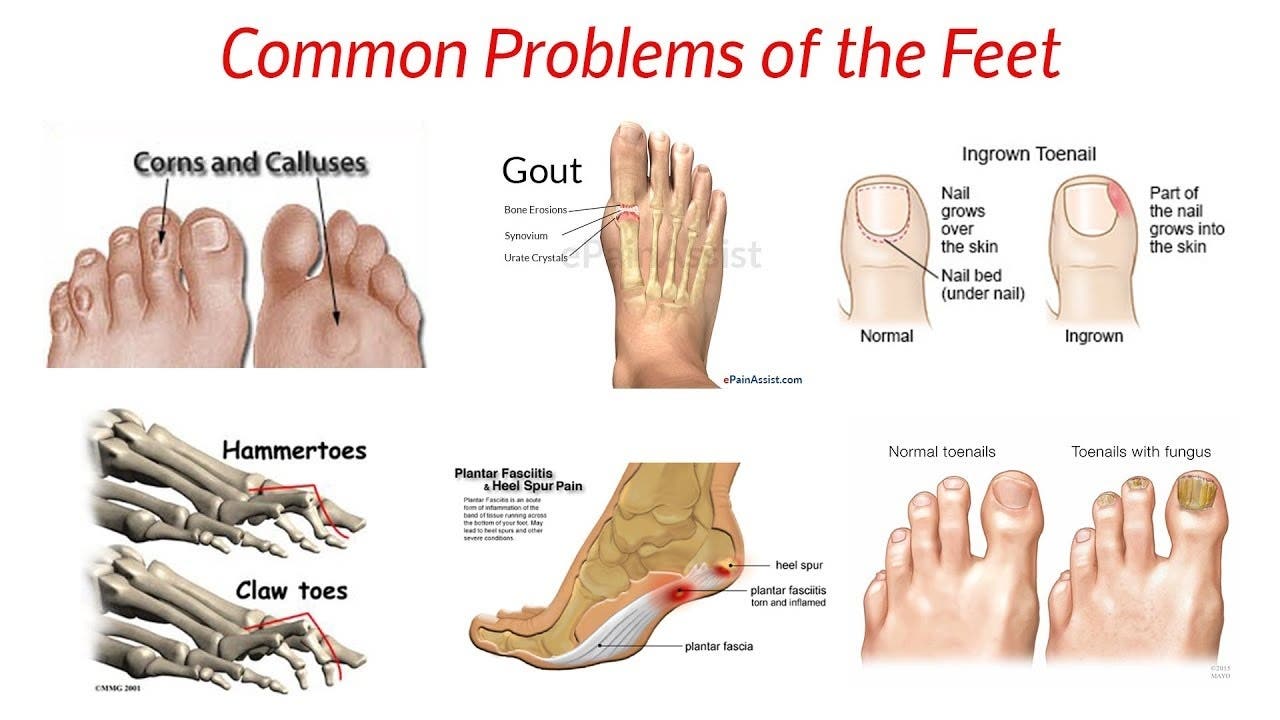 Common Problems of the Feet
Corns and Calluses
Gout
Bone Erosions
Synovium
Urate Crystals
ePainAssist
ePainAssist.com
Ingrown Toenail
Nail
grows
over
the skin
Nail bed
(under nail)
Part of
the nail
grows into
the skin
Normal
Ingrown
Hammertoes
Claw toes
©MMG 2001
Plantar Fasciitis
& Heel Spur Pain
Plantar Fasciitis is an acute
form of inflammation of the
band of tissue running across
the bottom of your foot. May
lead to heel spurs and other
severe conditions.
heel spur
plantar fasciitis
torn and inflamed
plantar fascia
Normal toenails
Toenails with fungus
©2015
MAYO